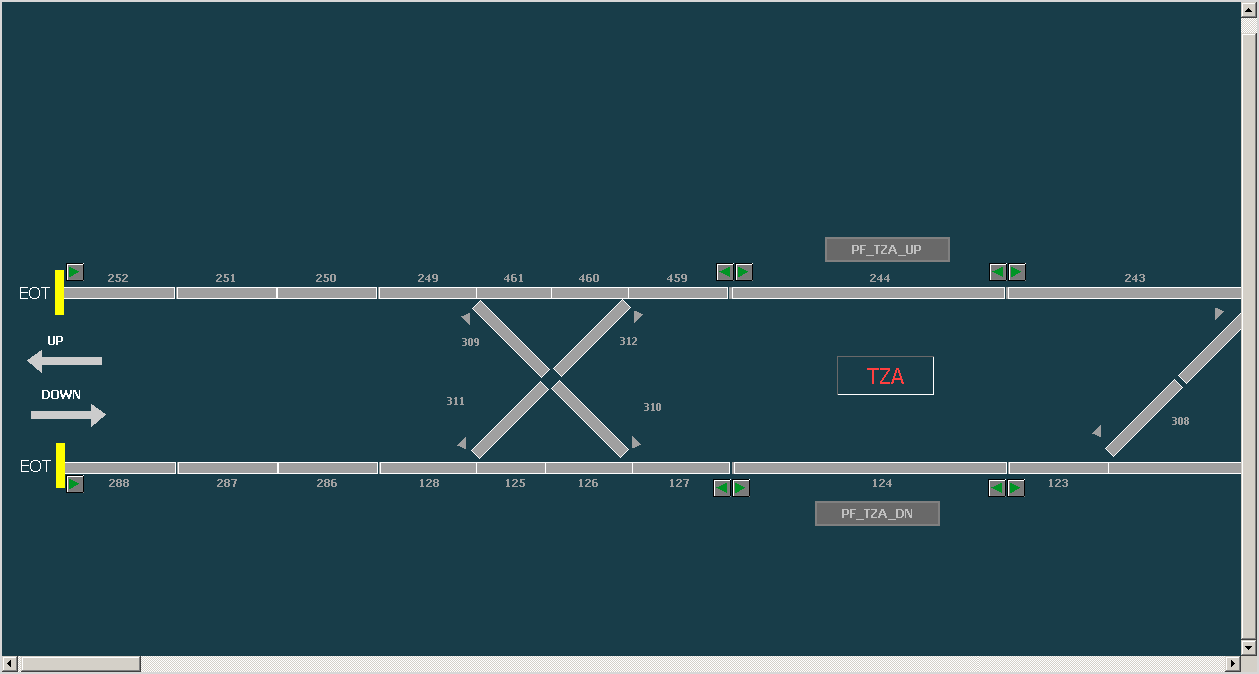 PF_TZA_UP
252 251 250 249 461 460 459 244 243
EOT
309 312
UP
TZA
DOWN
311 310
308
EOT
288 287 286 128 125 126 127 124 123
PF_TZA_DN